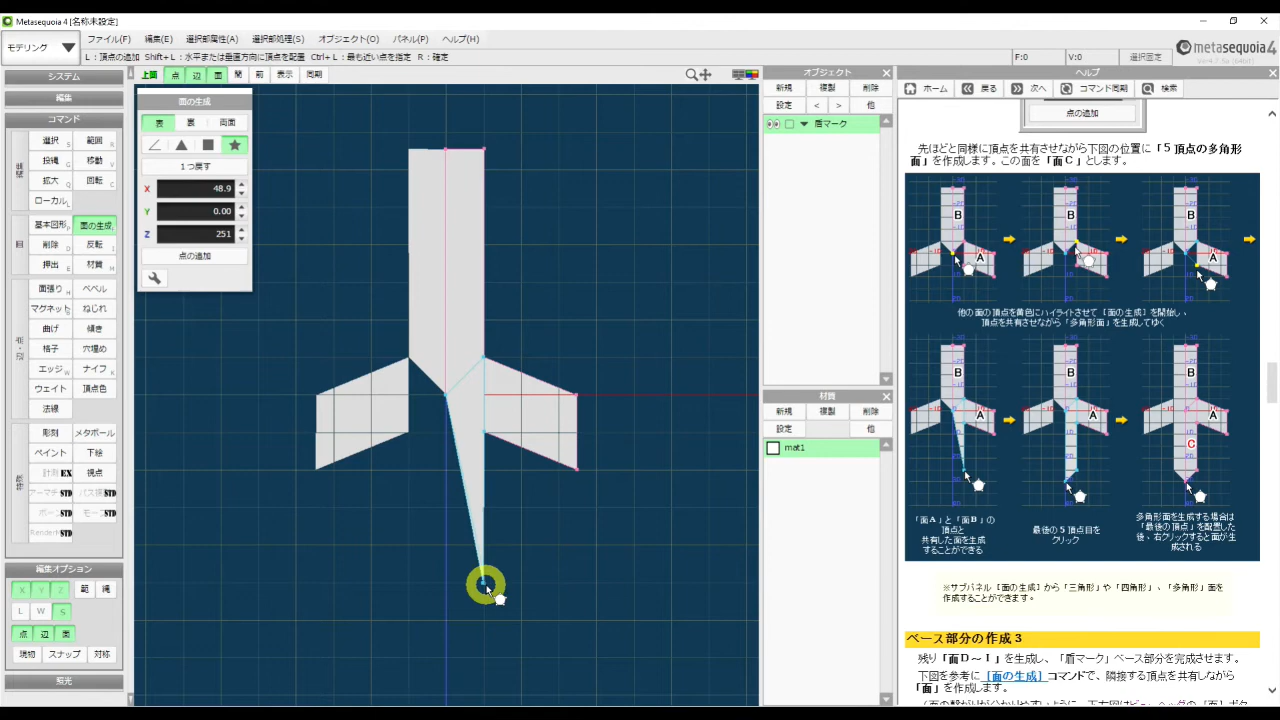 Metasequoia 4 [名称未設定]
モデリング
ファイル(F) 編集(E) 選択部属性(A) 選択部処理(S) オブジェクト(O) パネル(P) ヘルプ(H)
L：頂点の追加 Shift+L：水平または垂直方向に頂点を配置 Ctrl+L：最も近い点を指定 R：確定
F:0 V:0 選択固定
metasequoia 4
Ver4.7.5a (64bit)
システム
編集
コマンド
選択 範囲
投縄 移動
拡大 回転
ローカル
基本図形 面の生成
削除 反転
押出 材質
面張り ベベル
マグネット ねじれ
曲げ 傾き
格子 穴埋め
エッジ ナイフ
ウェイト 頂点色
法線
彫刻 メタボール
ペイント 下絵
計測 EX 視点
STD STD
STD STD
STD
編集オプション
X Y Z 範 縄
L W S
点 辺 面
現物 スナップ 対称
照光
上面 点 辺 面 簡 前 表示 同期
面の生成
表 裏 両面
1つ戻す
X 48.9
Y 0.00
Z 251
点の追加
オブジェクト
新規 複製 削除
設定 < > 他
盾マーク
材質
新規 複製 削除
設定 他
mat1
ヘルプ
ホーム 戻る 次へ コマンド同期 検索
点の追加
先ほどと同様に頂点を共有させながら下図の位置に「５頂点の多角形
面」を作成します。この面を「面Ｃ」とします。
B B B
A A A
他の面の頂点を黄色にハイライトさせて［面の生成］を開始し、
頂点を共有させながら「多角形面」を生成してゆく
B B B
A A A
C
「面Ａ」と「面Ｂ」の
頂点と
共有した面を生成
することができる
最後の５頂点目を
クリック
多角形面を生成する場合は
「最後の頂点」を配置した
後、右クリックすると面が生
成される
※サブパネル［面の生成］から「三角形」や「四角形」、「多角形」面を
作成することができます。
ベース部分の作成３
残り「面Ｄ～Ｉ」を生成し、「盾マーク」ベース部分を完成させます。
下図を参考に［面の生成］コマンドで、隣接する頂点を共有しながら
「面」を作成します。